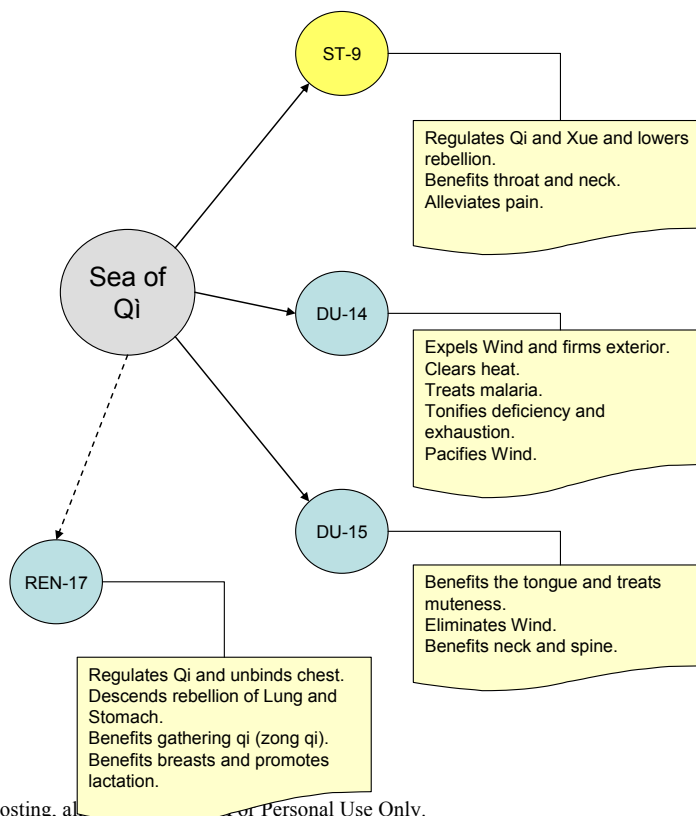 ST-9
Regulates Qi and Xue and lowers
rebellion.
Benefits throat and neck.
Alleviates pain.
Sea of
Qì
DU-14
Expels Wind and firms exterior.
Clears heat.
Treats malaria.
Tonifies deficiency and
exhaustion.
Pacifies Wind.
DU-15
Benefits the tongue and treats
muteness.
Eliminates Wind.
Benefits neck and spine.
REN-17
Regulates Qi and unbinds chest.
Descends rebellion of Lung and
Stomach.
Benefits gathering qi (zong qi).
Benefits breasts and promotes
lactation.
Personal Use Only.